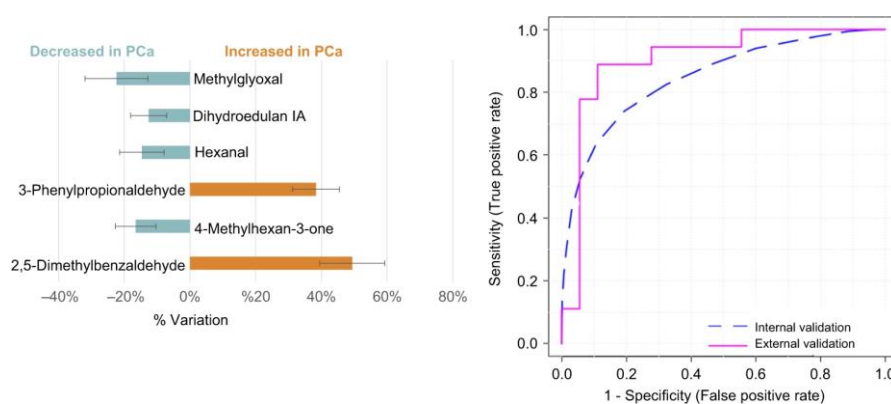 Decreased in PCa
Increased in PCa
Methylglyoxal
Dihydroedulan IA
Hexanal
3-Phenylpropionaldehyde
4-Methylhexan-3-one
2,5-Dimethylbenzaldehyde
–40% –20% 0% %20 40% 60% 80%
% Variation
Sensitivity (True positive rate)
1.0
0.8
0.6
0.4
0.2
0.0
Internal validation
External validation
0.0 0.2 0.4 0.6 0.8 1.0
1 - Specificity (False positive rate)